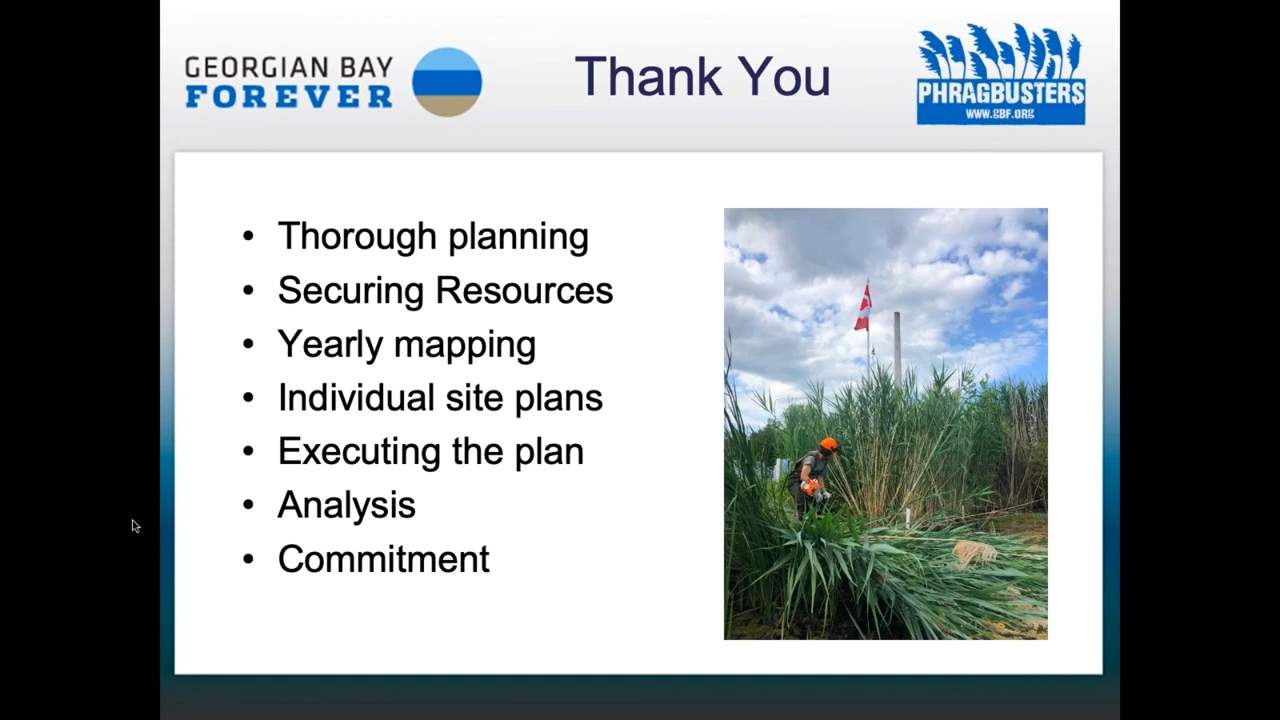 GEORGIAN BAY
FOREVER
Thank You
PHRAGBUSTERS
www.gbf.org
• Thorough planning
• Securing Resources
• Yearly mapping
• Individual site plans
• Executing the plan
• Analysis
• Commitment